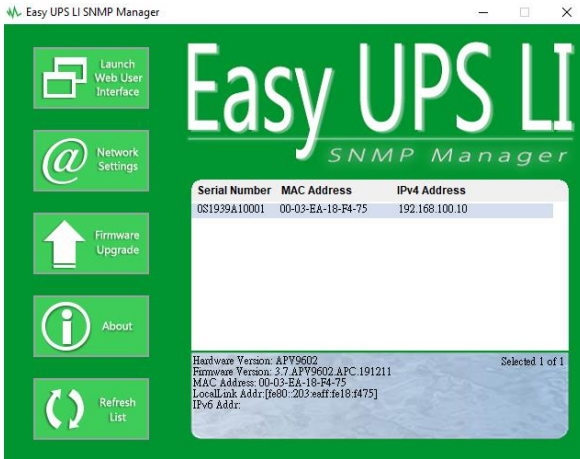 Easy UPS LI SNMP Manager
Launch
Web User
Interface
Network
Settings
Firmware
Upgrade
About
Refresh
List
Easy UPS LI
SNMP Manager
Serial Number MAC Address IPv4 Address
0S1939A10001 00-03-EA-18-F4-75 192.168.100.10
Hardware Version: APV9602 Selected 1 of 1
Firmware Version: 3.7.APV9602.APC.191211
MAC Address: 00-03-EA-18-F4-75
LocalLink Addr:[fe80::203:eaff:fe18:f475]
IPv6 Addr: